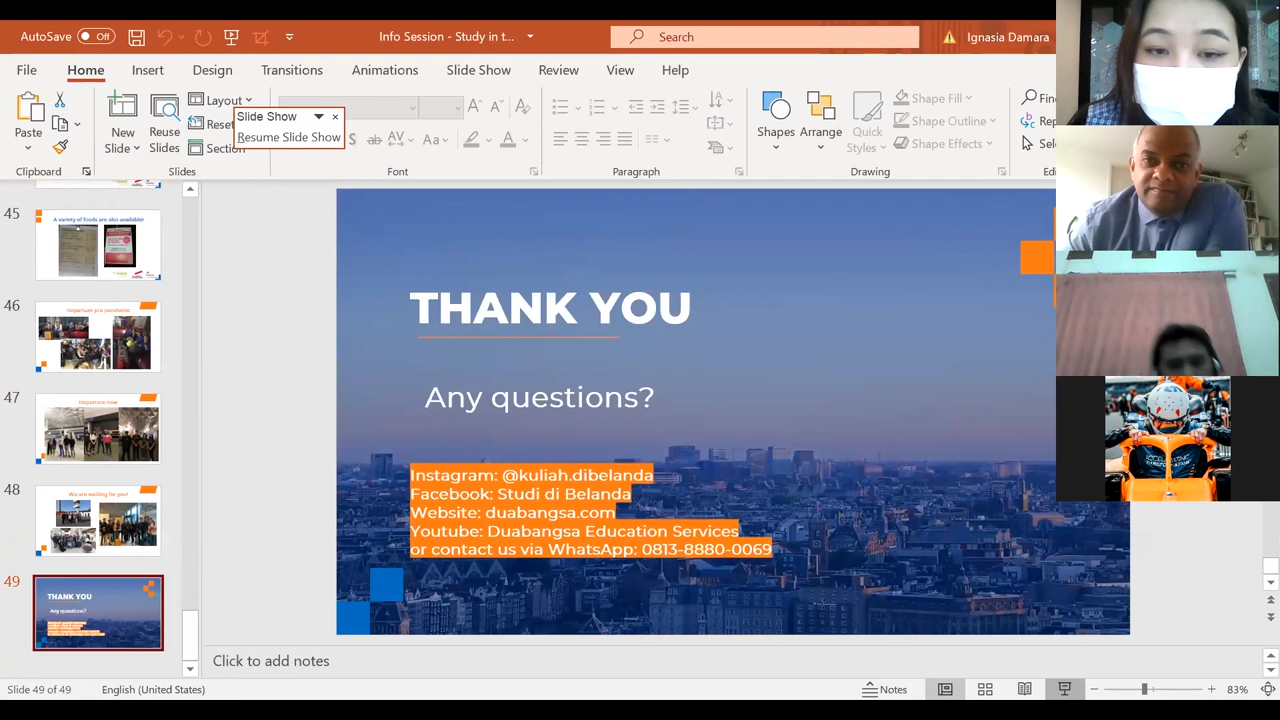 AutoSave Off
Info Session - Study in t...
Search
Ignasia Damara
File Home Insert Design Transitions Animations Slide Show Review View Help
Paste
New Slide
Reuse Slides
Layout
Reset
Section
Slide Show
Resume Slide Show
Shapes
Arrange
Quick Styles
Shape Fill
Shape Outline
Shape Effects
Clipboard
Slides
Font
Paragraph
Drawing
45
A variety of foods are also available!
46
Departure pre pandemic
47
Departure now
48
We are waiting for you!
49
THANK YOU
Any questions?
THANK YOU
Any questions?
Instagram: @kuliah.dibelanda
Facebook: Studi di Belanda
Website: duabangsa.com
Youtube: Duabangsa Education Services
or contact us via WhatsApp: 0813-8880-0069
Click to add notes
Slide 49 of 49
English (United States)
Notes
83%